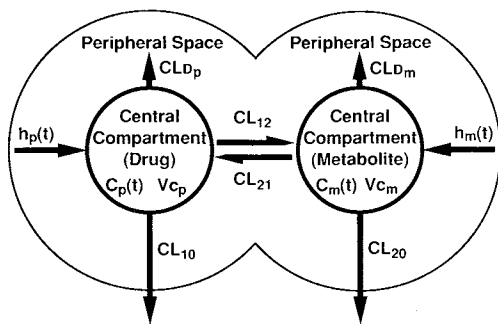 Peripheral Space
Peripheral Space
CLDp
CLDm
hp(t)
Central
Compartment
(Drug)
Cp(t) Vcp
CL12
CL21
Central
Compartment
(Metabolite)
Cm(t) Vcm
hm(t)
CL10
CL20